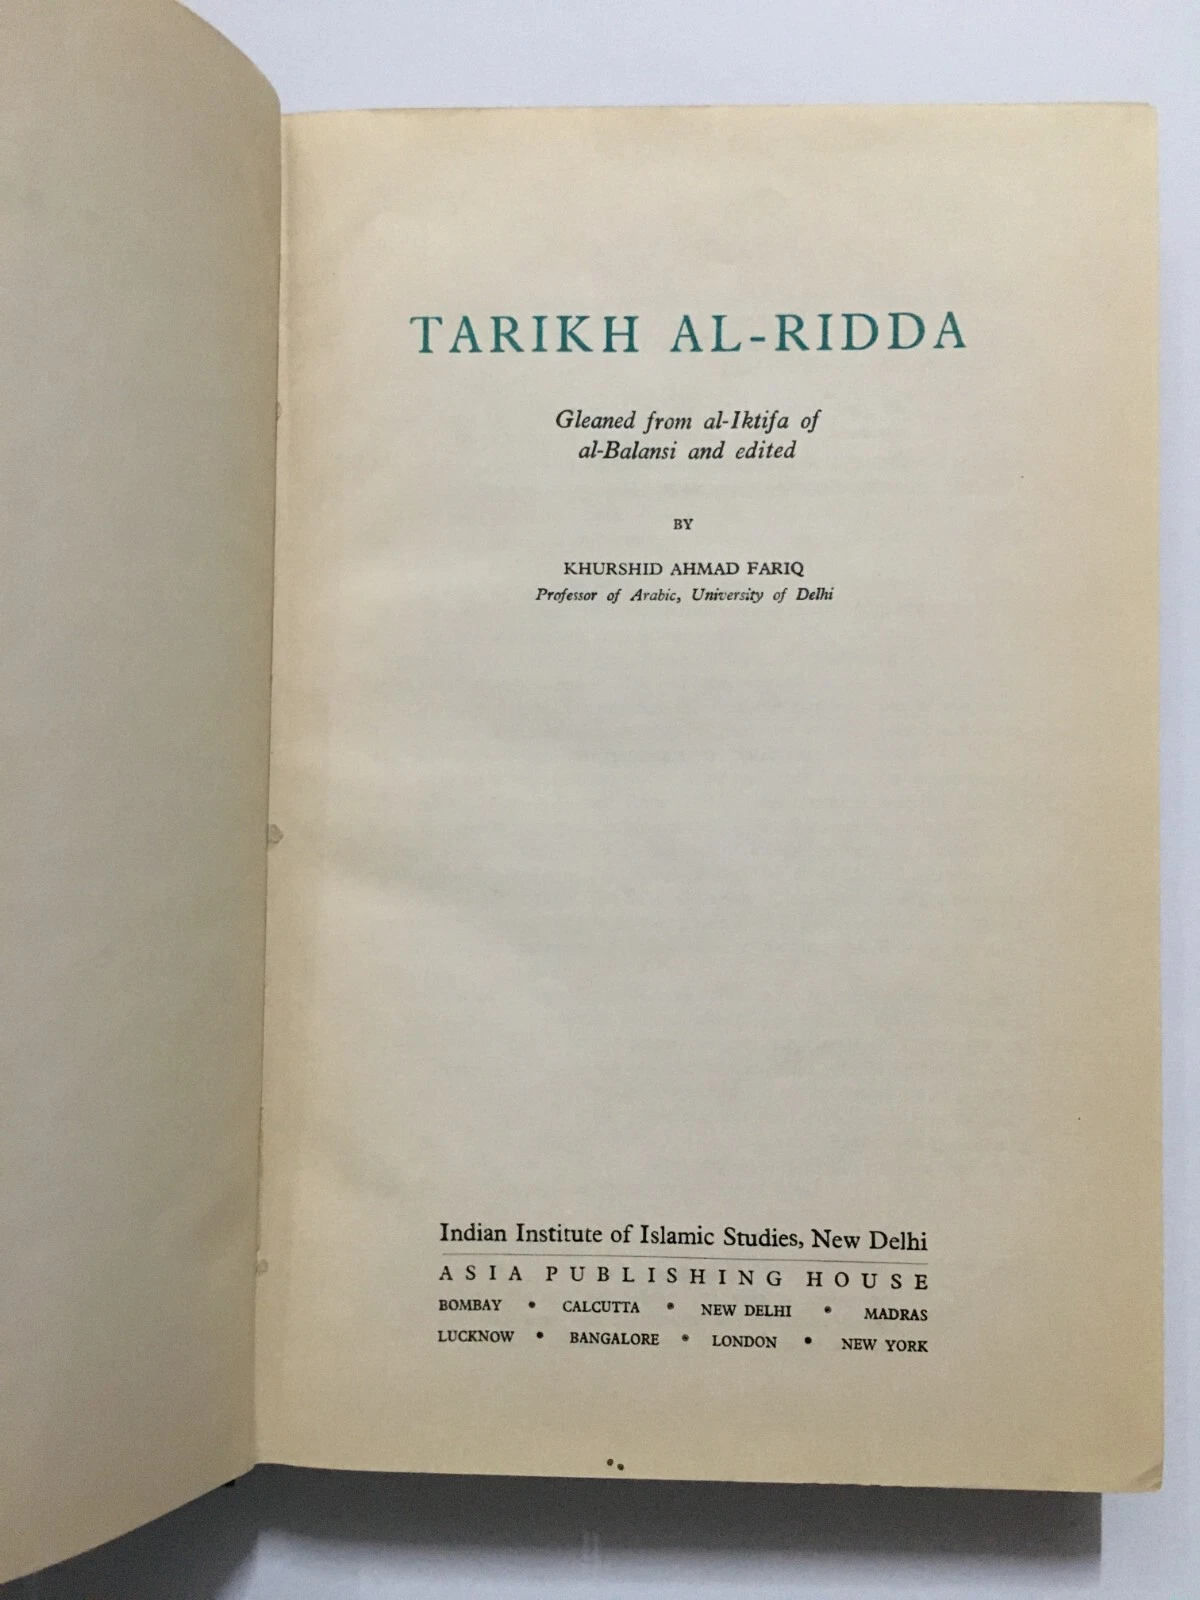 TARIKH AL-RIDDA
Gleaned from al-Iktifa of
al-Balansi and edited
BY
KHURSHID AHMAD FARIQ
Professor of Arabic, University of Delhi
Indian Institute of Islamic Studies, New Delhi
ASIA PUBLISHING HOUSE
BOMBAY • CALCUTTA • NEW DELHI • MADRAS
LUCKNOW • BANGALORE • LONDON • NEW YORK